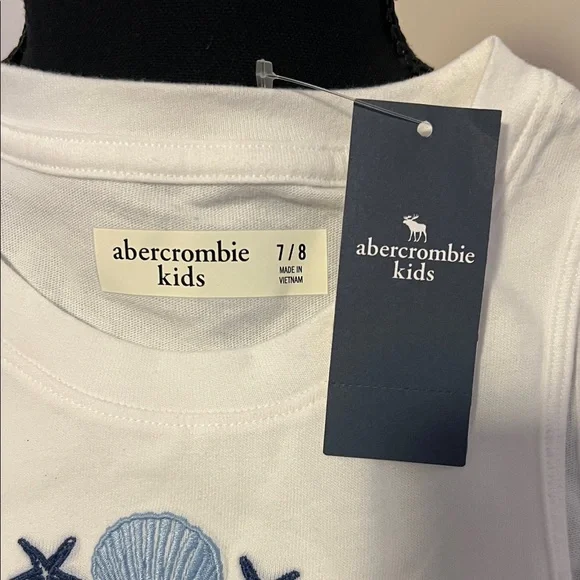 abercrombie
kids
7/8
MADE IN
VIETNAM
abercrombie
kids